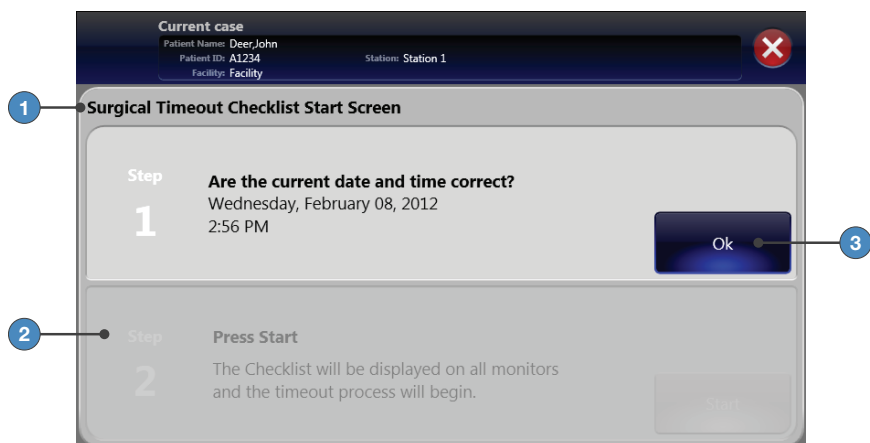 Current case
Patient Name: Deer,John
Patient ID: A1234 Station: Station 1
Facility: Facility
1
Surgical Timeout Checklist Start Screen
Step
1
Are the current date and time correct?
Wednesday, February 08, 2012
2:56 PM
Ok
3
2
Step
2
Press Start
The Checklist will be displayed on all monitors
and the timeout process will begin.
Start